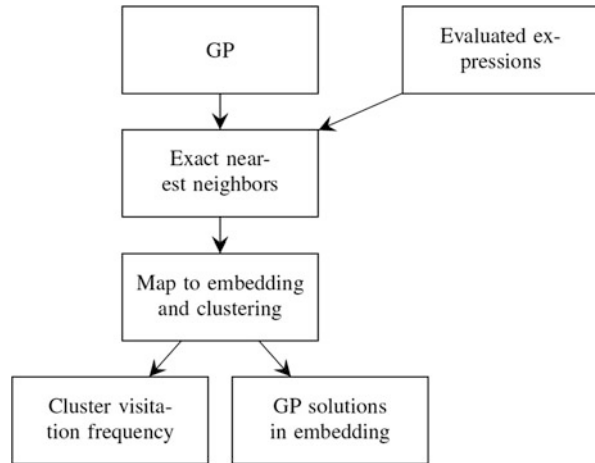 GP
Evaluated ex-
pressions
Exact near-
est neighbors
Map to embedding
and clustering
Cluster visita-
tion frequency
GP solutions
in embedding